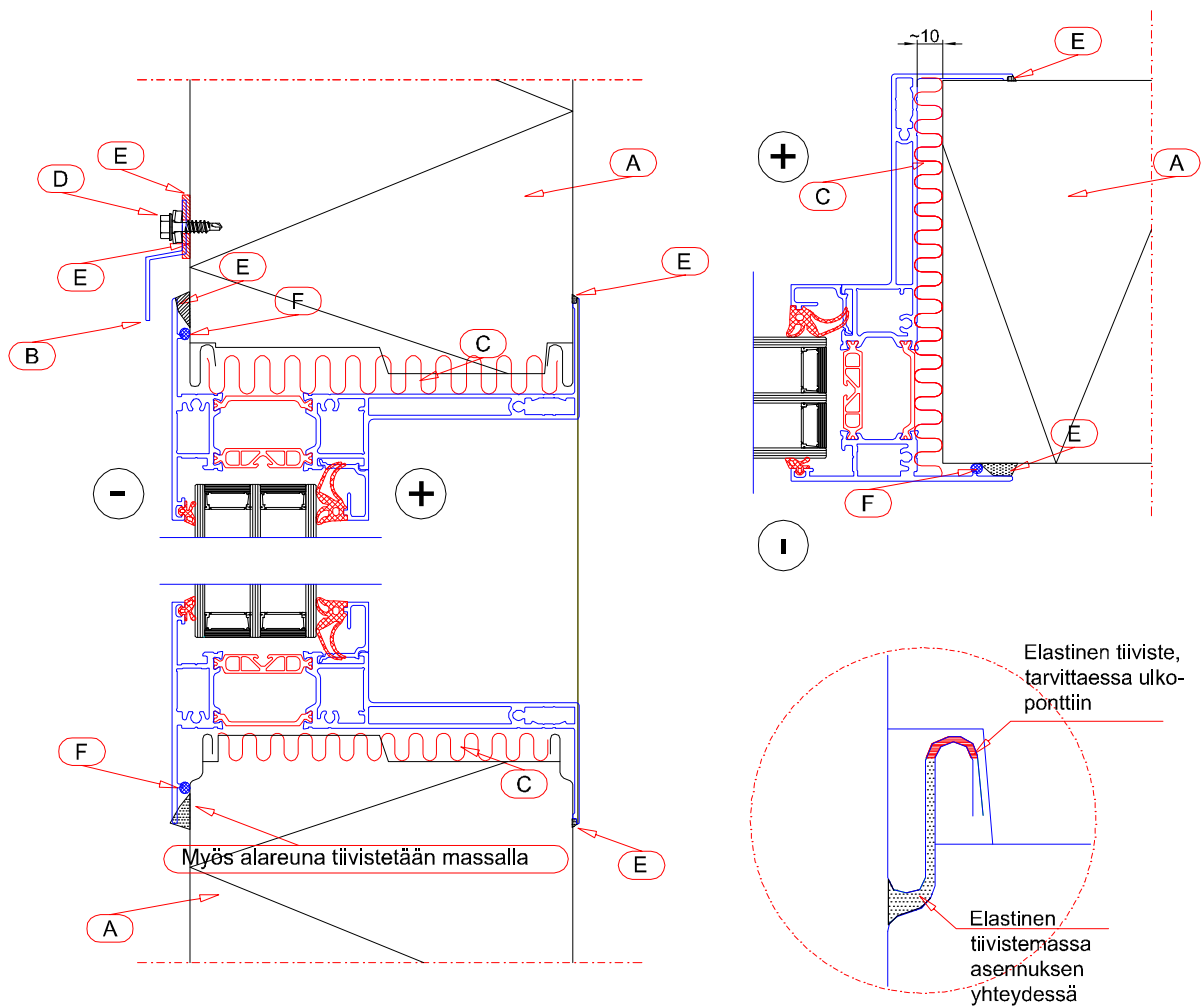 ~10
E
E
A
A
D
C
E
E
E
F
C
B
E
F
-
+
+
-
F
C
Myös alareuna tiivistetään massalla
E
A
Elastinen tiiviste,
tarvittaessa ulko-
ponttiin
Elastinen
tiivistemassa
asennuksen
yhteydessä